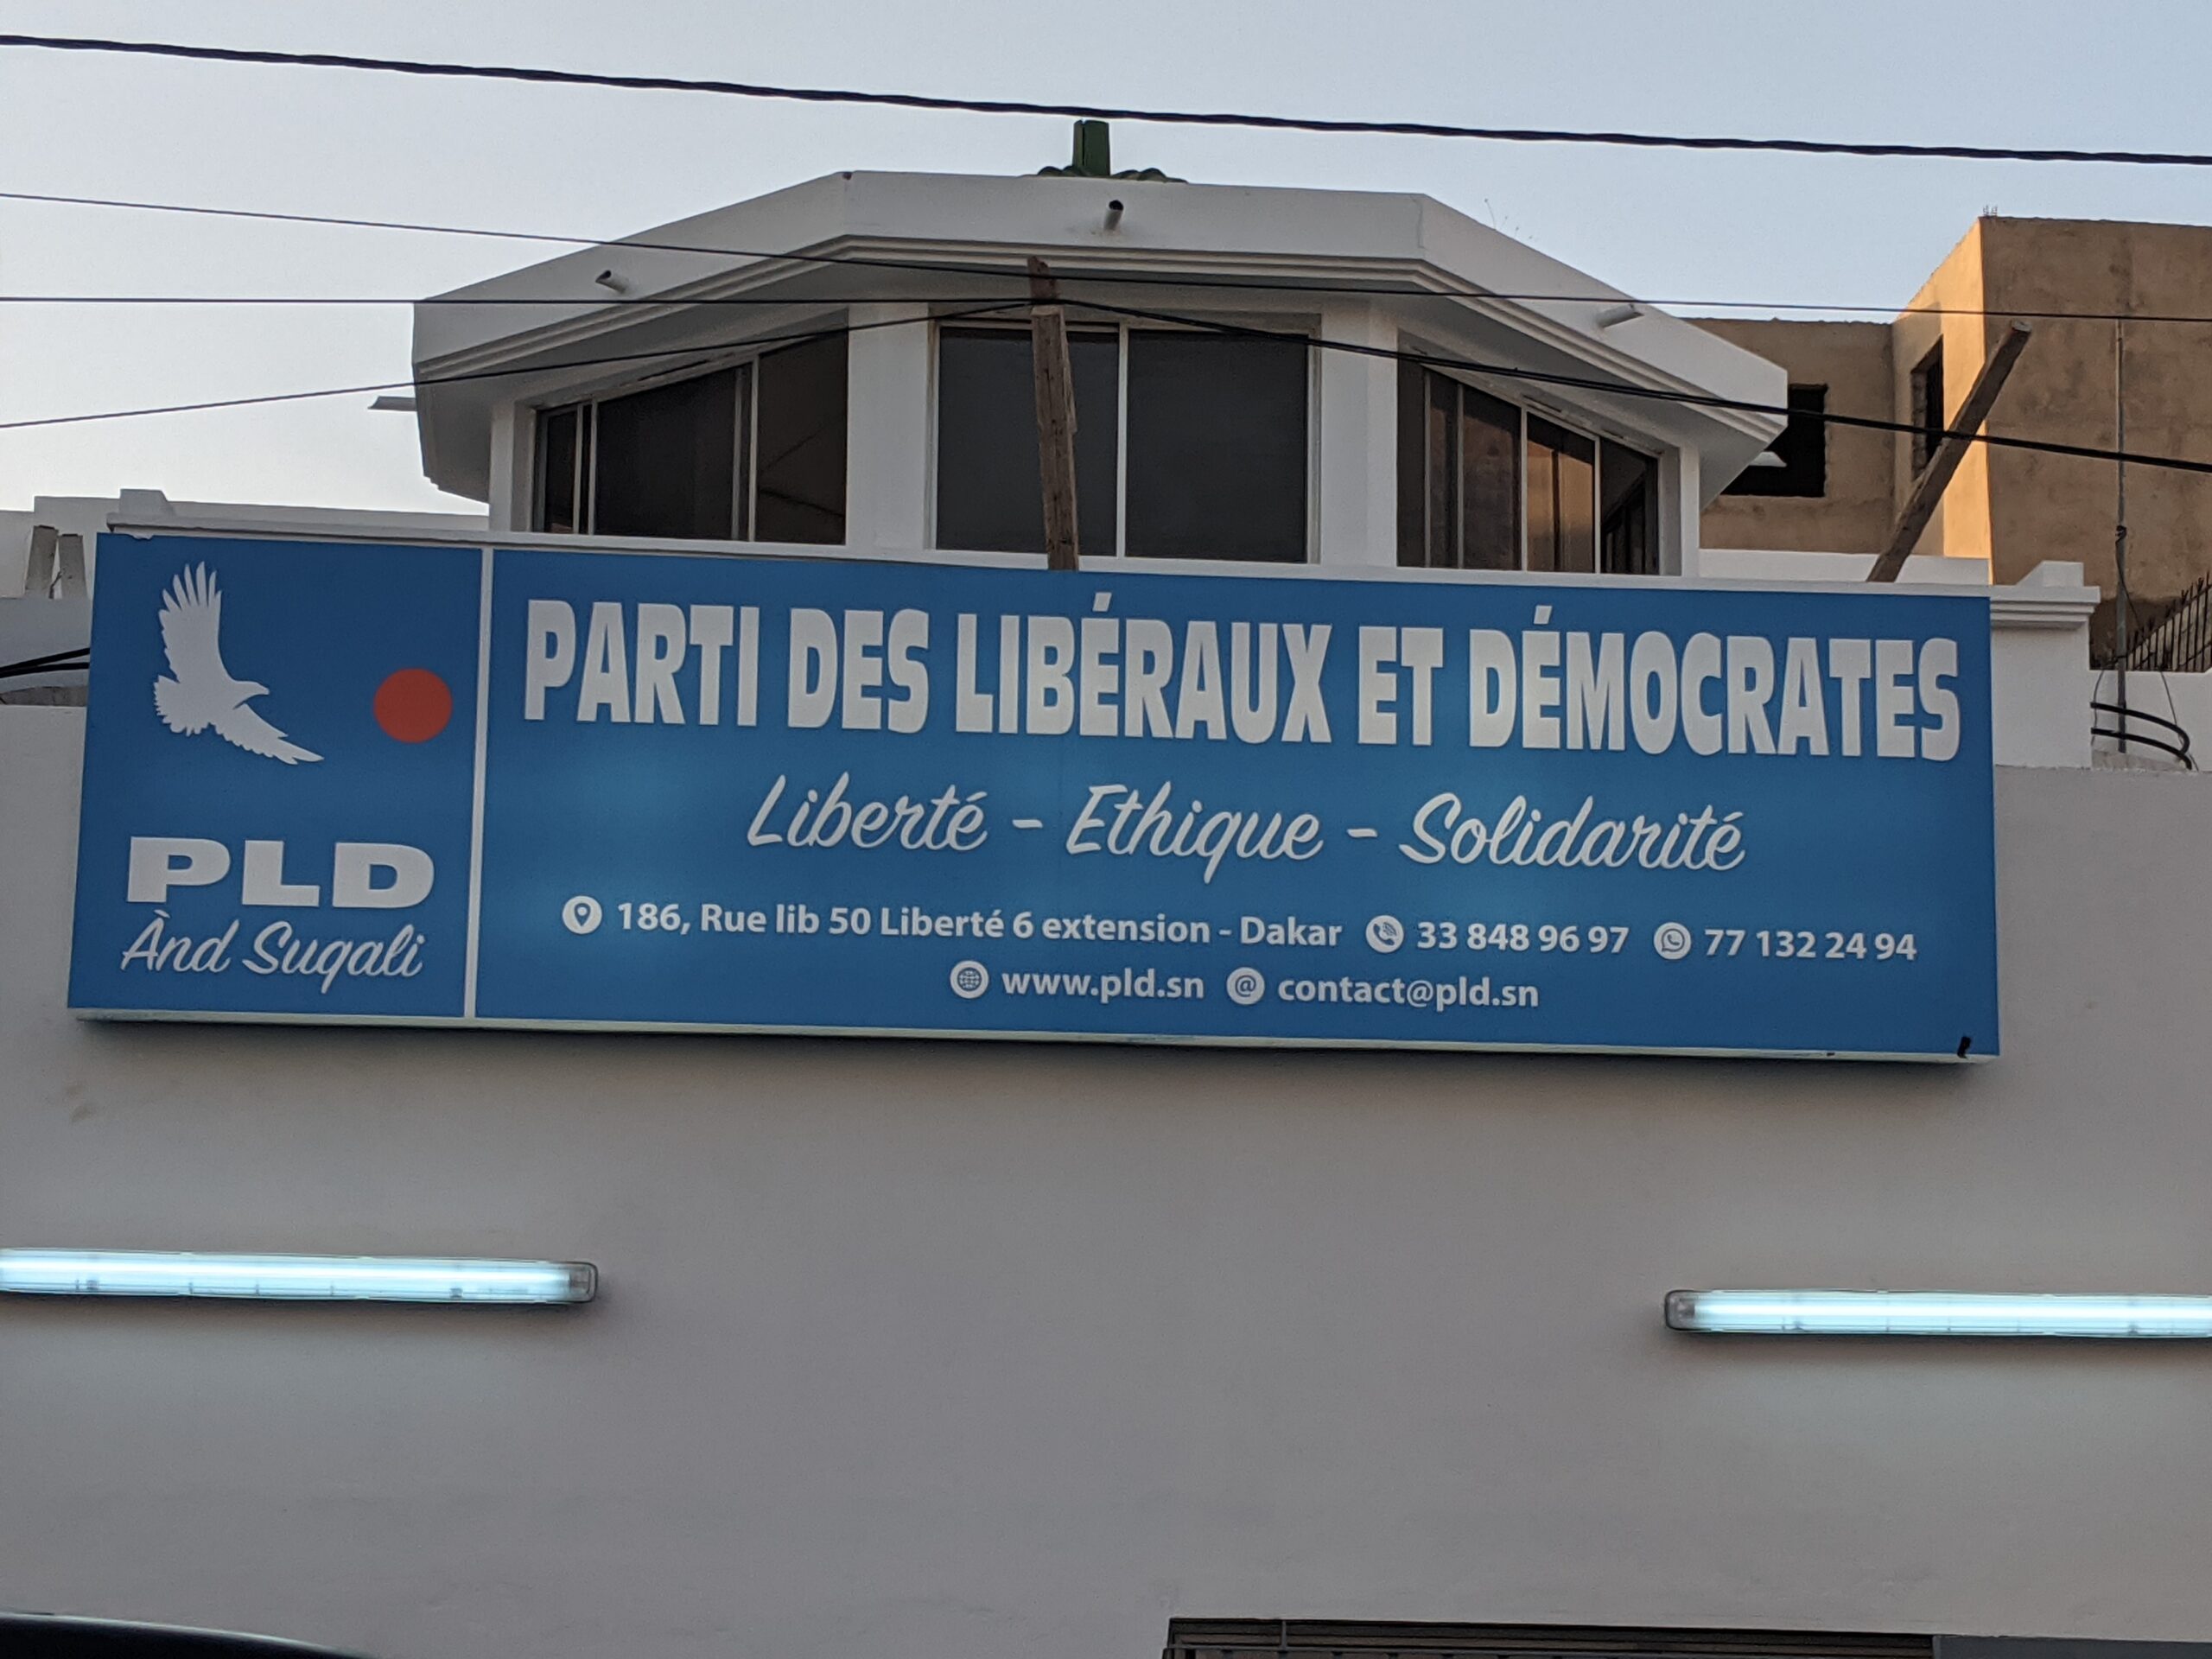 PLD
Ànd Suqali
PARTI DES LIBÉRAUX ET DÉMOCRATES
Liberté - Ethique - Solidarité
186, Rue lib 50 Liberté 6 extension - Dakar 33 848 96 97 77 132 24 94
www.pld.sn @ contact@pld.sn